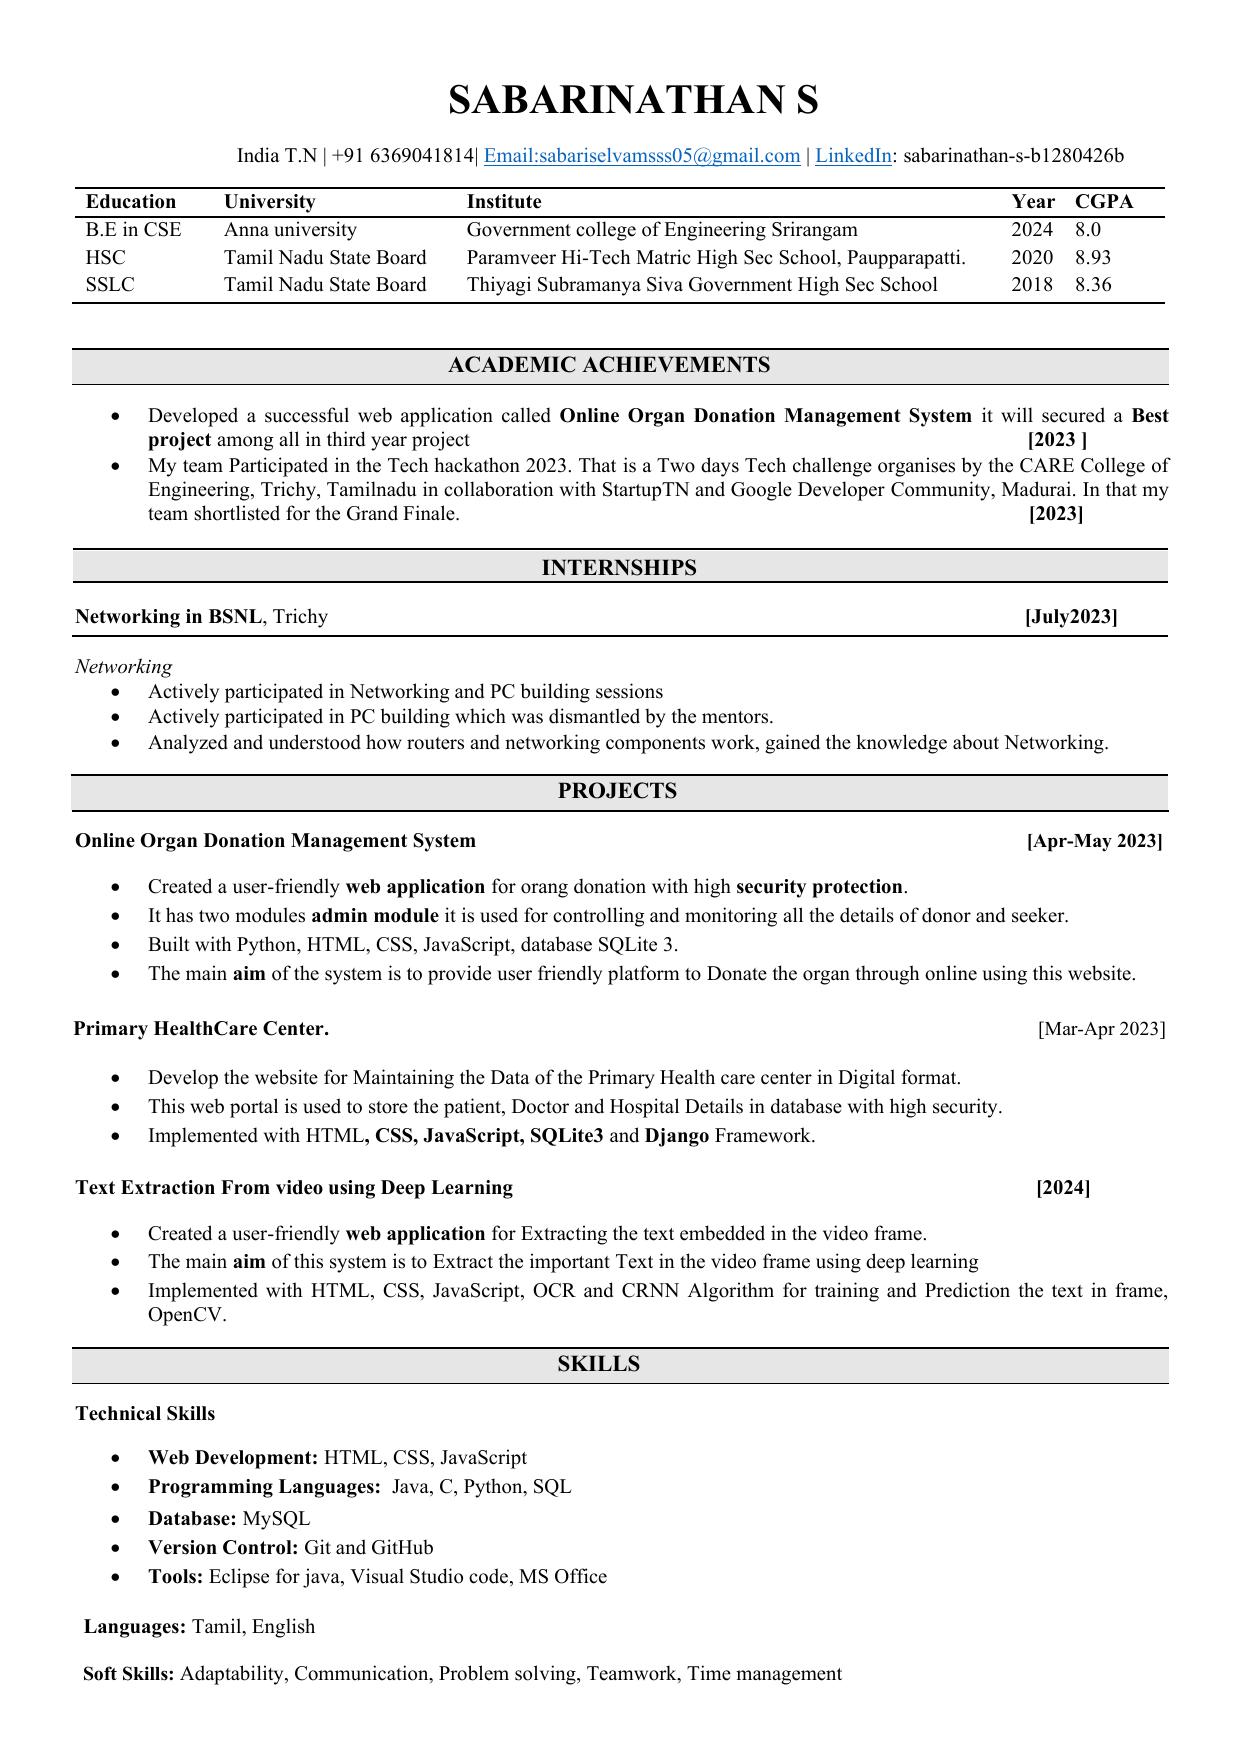 SABARINATHAN S
India T.N | +91 6369041814| Email:sabariselvamsss05@gmail.com | LinkedIn: sabarinathan-s-b1280426b
Education University Institute Year CGPA
B.E in CSE Anna university Government college of Engineering Srirangam 2024 8.0
HSC Tamil Nadu State Board Paramveer Hi-Tech Matric High Sec School, Paupparapatti. 2020 8.93
SSLC Tamil Nadu State Board Thiyagi Subramanya Siva Government High Sec School 2018 8.36
ACADEMIC ACHIEVEMENTS
• Developed a successful web application called Online Organ Donation Management System it will secured a Best
project among all in third year project [2023 ]
• My team Participated in the Tech hackathon 2023. That is a Two days Tech challenge organises by the CARE College of
Engineering, Trichy, Tamilnadu in collaboration with StartupTN and Google Developer Community, Madurai. In that my
team shortlisted for the Grand Finale. [2023]
INTERNSHIPS
Networking in BSNL, Trichy [July2023]
Networking
• Actively participated in Networking and PC building sessions
• Actively participated in PC building which was dismantled by the mentors.
• Analyzed and understood how routers and networking components work, gained the knowledge about Networking.
PROJECTS
Online Organ Donation Management System [Apr-May 2023]
• Created a user-friendly web application for orang donation with high security protection.
• It has two modules admin module it is used for controlling and monitoring all the details of donor and seeker.
• Built with Python, HTML, CSS, JavaScript, database SQLite 3.
• The main aim of the system is to provide user friendly platform to Donate the organ through online using this website.
Primary HealthCare Center. [Mar-Apr 2023]
• Develop the website for Maintaining the Data of the Primary Health care center in Digital format.
• This web portal is used to store the patient, Doctor and Hospital Details in database with high security.
• Implemented with HTML, CSS, JavaScript, SQLite3 and Django Framework.
Text Extraction From video using Deep Learning [2024]
• Created a user-friendly web application for Extracting the text embedded in the video frame.
• The main aim of this system is to Extract the important Text in the video frame using deep learning
• Implemented with HTML, CSS, JavaScript, OCR and CRNN Algorithm for training and Prediction the text in frame,
OpenCV.
SKILLS
Technical Skills
• Web Development: HTML, CSS, JavaScript
• Programming Languages: Java, C, Python, SQL
• Database: MySQL
• Version Control: Git and GitHub
• Tools: Eclipse for java, Visual Studio code, MS Office
Languages: Tamil, English
Soft Skills: Adaptability, Communication, Problem solving, Teamwork, Time management